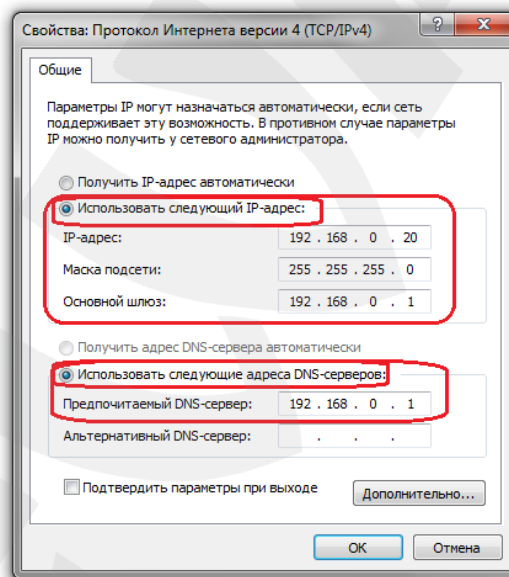 Свойства: Протокол Интернета версии 4 (TCP/IPv4)
Общие
Параметры IP могут назначаться автоматически, если сеть
поддерживает эту возможность. В противном случае параметры
IP можно получить у сетевого администратора.
Получить IP-адрес автоматически
Использовать следующий IP-адрес:
IP-адрес: 192 . 168 . 0 . 20
Маска подсети: 255 . 255 . 255 . 0
Основной шлюз: 192 . 168 . 0 . 1
Получить адрес DNS-сервера автоматически
Использовать следующие адреса DNS-серверов:
Предпочитаемый DNS-сервер: 192 . 168 . 0 . 1
Альтернативный DNS-сервер: . . .
Подтвердить параметры при выходе
Дополнительно...
ОК Отмена